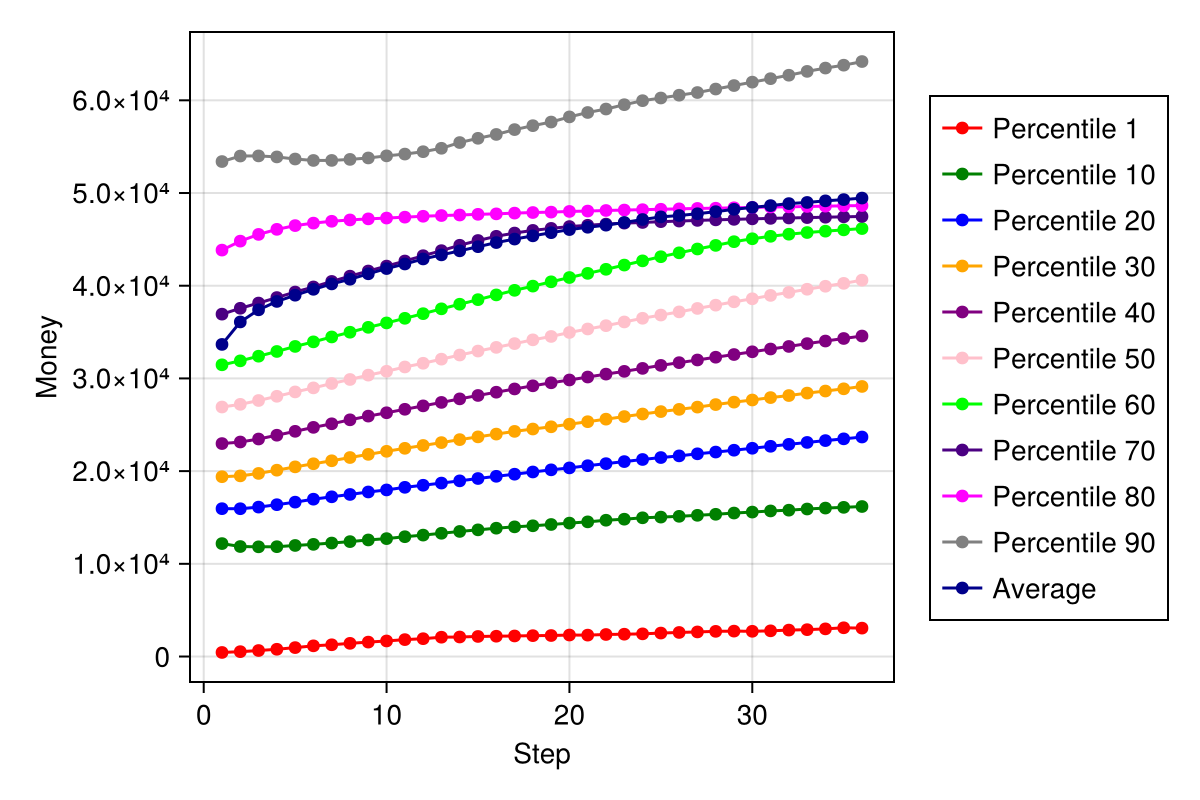 6.0×10⁴
5.0×10⁴
4.0×10⁴
3.0×10⁴
2.0×10⁴
1.0×10⁴
0
Money
0 10 20 30
Step
Percentile 1
Percentile 10
Percentile 20
Percentile 30
Percentile 40
Percentile 50
Percentile 60
Percentile 70
Percentile 80
Percentile 90
Average